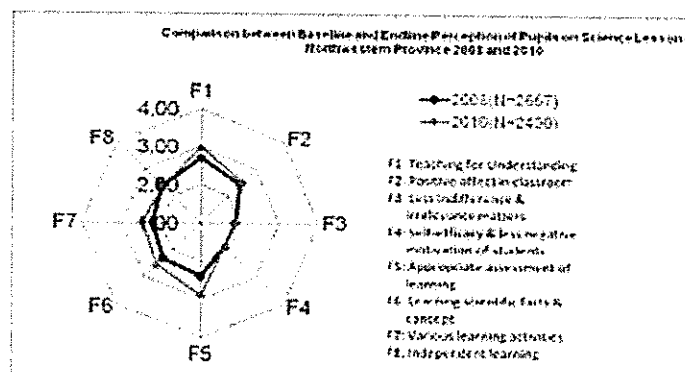 Comparison between Baseline and Endline Perception of Pupils on Science Lesson
Northwestern Province 2008 and 2010
F1
4,00
F8
3,00
F2
2,00
F7
,00
F3
F6
F4
F5
2008(N=2667)
2010(N=2430)
F1: Teaching for Understanding
F2: Positive affect in classroom
F3: Less Indifference &
irrelevance matters
F4: Self-efficacy & less negative
motivation of students
F5: Appropriate assessment of
learning
F6: Learning scientific facts &
concept
F7: Various learning activities
F8: Independent learning